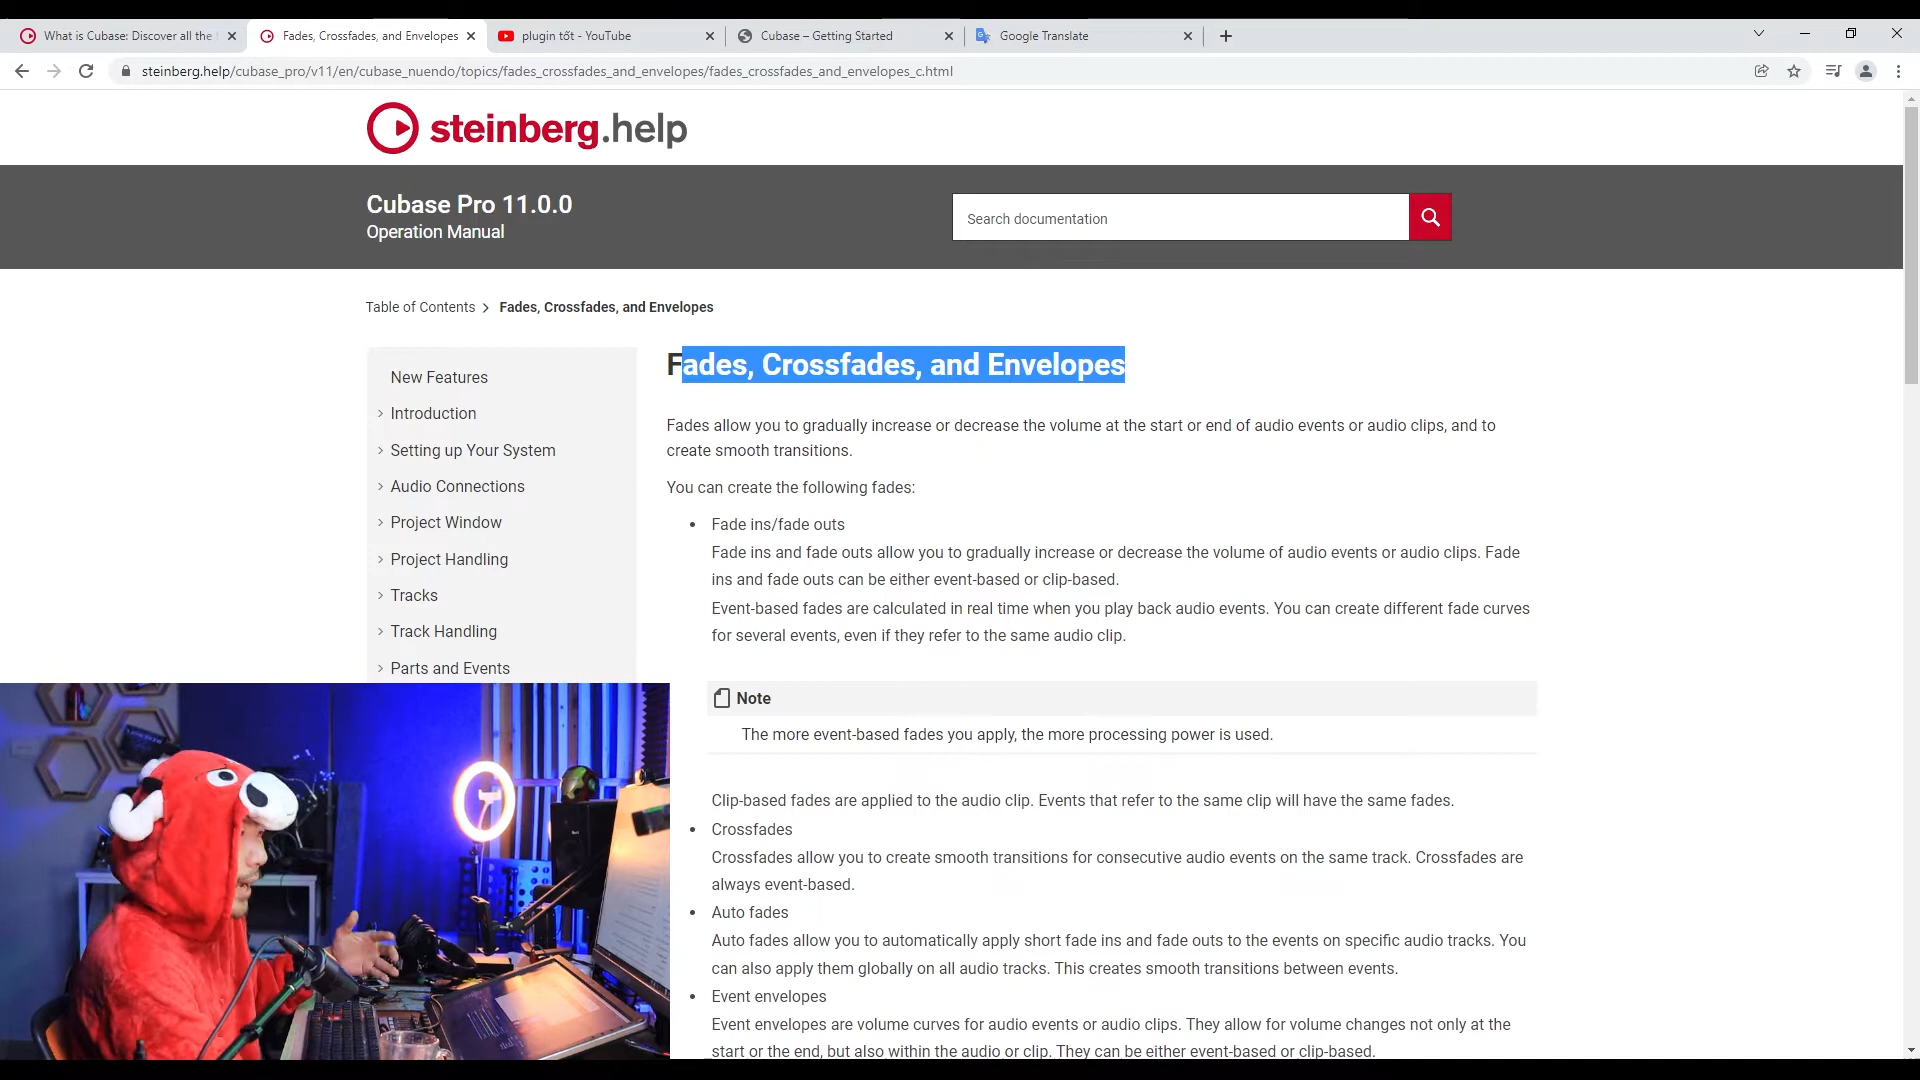 What is Cubase: Discover all the
Fades, Crossfades, and Envelopes
plugin tốt - YouTube
Cubase – Getting Started
Google Translate
steinberg.help/cubase_pro/v11/en/cubase_nuendo/topics/fades_crossfades_and_envelopes/fades_crossfades_and_envelopes_c.html
steinberg.help
Cubase Pro 11.0.0
Operation Manual
Search documentation
Table of Contents > Fades, Crossfades, and Envelopes
New Features
Introduction
Setting up Your System
Audio Connections
Project Window
Project Handling
Tracks
Track Handling
Parts and Events
Fades, Crossfades, and Envelopes
Fades allow you to gradually increase or decrease the volume at the start or end of audio events or audio clips, and to
create smooth transitions.
You can create the following fades:
• Fade ins/fade outs
Fade ins and fade outs allow you to gradually increase or decrease the volume of audio events or audio clips. Fade
ins and fade outs can be either event-based or clip-based.
Event-based fades are calculated in real time when you play back audio events. You can create different fade curves
for several events, even if they refer to the same audio clip.
Note
The more event-based fades you apply, the more processing power is used.
Clip-based fades are applied to the audio clip. Events that refer to the same clip will have the same fades.
• Crossfades
Crossfades allow you to create smooth transitions for consecutive audio events on the same track. Crossfades are
always event-based.
• Auto fades
Auto fades allow you to automatically apply short fade ins and fade outs to the events on specific audio tracks. You
can also apply them globally on all audio tracks. This creates smooth transitions between events.
• Event envelopes
Event envelopes are volume curves for audio events or audio clips. They allow for volume changes not only at the
start or the end, but also within the audio or clip. They can be either event-based or clip-based.